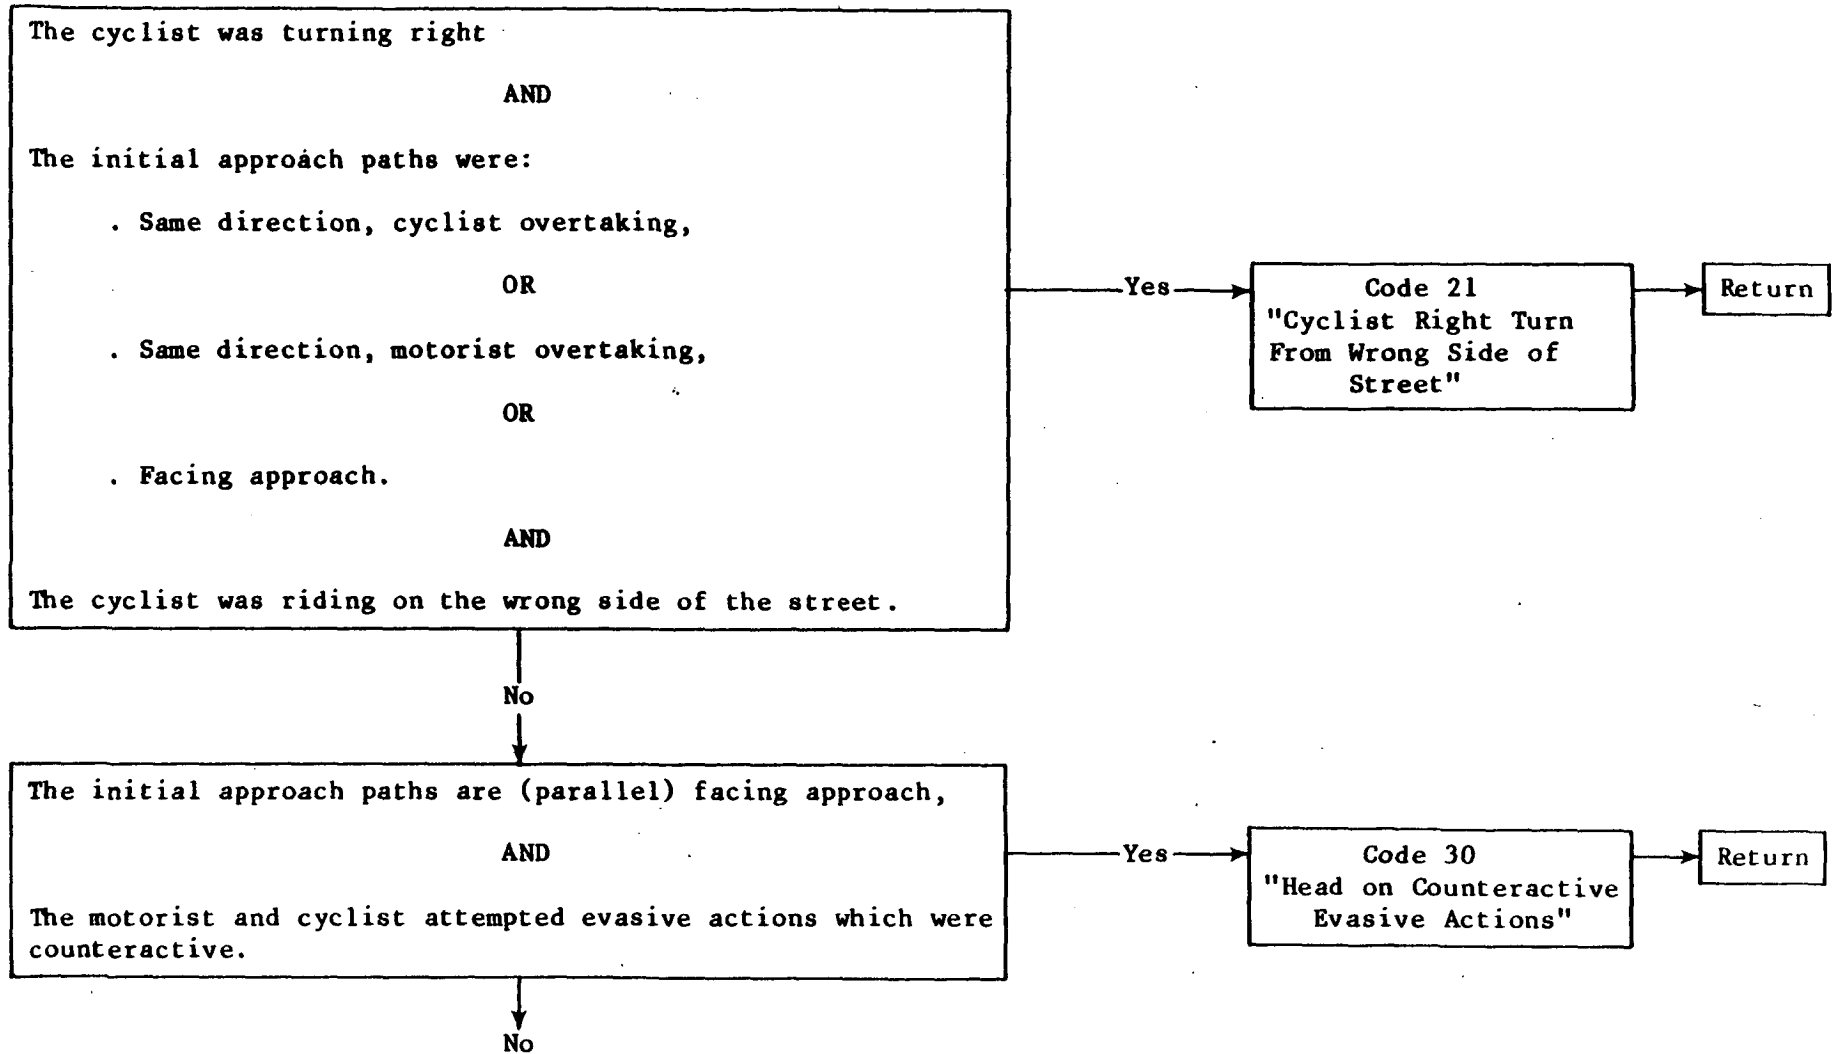 The cyclist was turning right
AND
The initial approach paths were:
. Same direction, cyclist overtaking,
OR
. Same direction, motorist overtaking,
OR
. Facing approach.
AND
The cyclist was riding on the wrong side of the street.
Yes
Code 21
"Cyclist Right Turn
From Wrong Side of
Street"
Return
No
The initial approach paths are (parallel) facing approach,
AND
The motorist and cyclist attempted evasive actions which were
counteractive.
Yes
Code 30
"Head on Counteractive
Evasive Actions"
Return
No